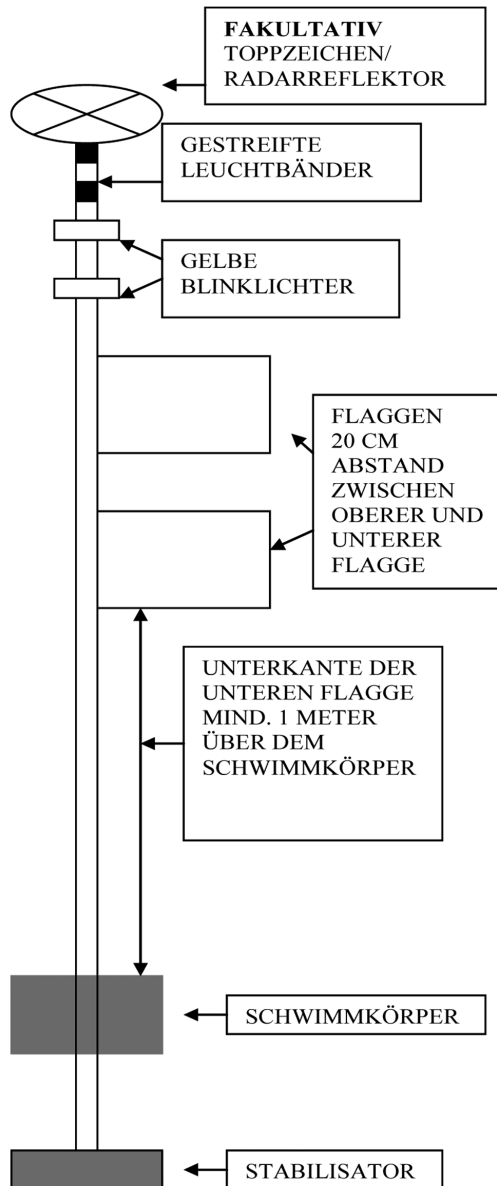 FAKULTATIV
TOPPZEICHEN/
RADARREFLEKTOR
GESTREIFTE
LEUCHTBÄNDER
GELBE
BLINKLICHTER
FLAGGEN
20 CM
ABSTAND
ZWISCHEN
OBERER UND
UNTERER
FLAGGE
UNTERKANTE DER
UNTEREN FLAGGE
MIND. 1 METER
ÜBER DEM
SCHWIMMKÖRPER
SCHWIMMKÖRPER
STABILISATOR